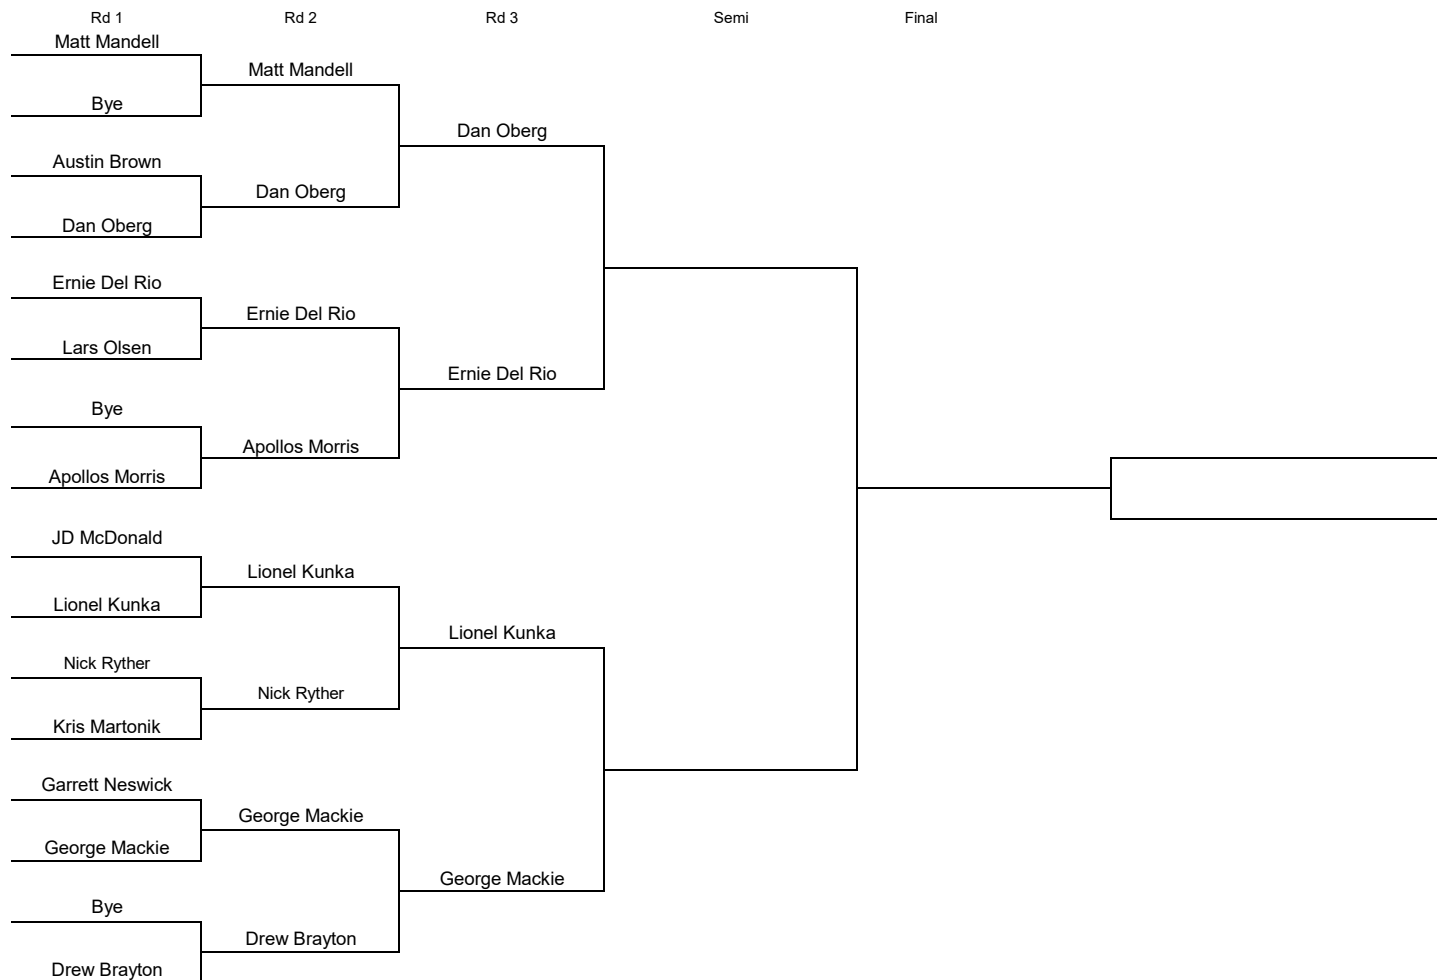 Rd 1 Rd 2 Rd 3 Semi Final
Matt Mandell
Matt Mandell
Bye
Dan Oberg
Austin Brown
Dan Oberg
Dan Oberg
Ernie Del Rio
Ernie Del Rio
Lars Olsen
Ernie Del Rio
Bye
Apollos Morris
Apollos Morris
JD McDonald
Lionel Kunka
Lionel Kunka
Lionel Kunka
Nick Ryther
Nick Ryther
Kris Martonik
Garrett Neswick
George Mackie
George Mackie
George Mackie
Bye
Drew Brayton
Drew Brayton